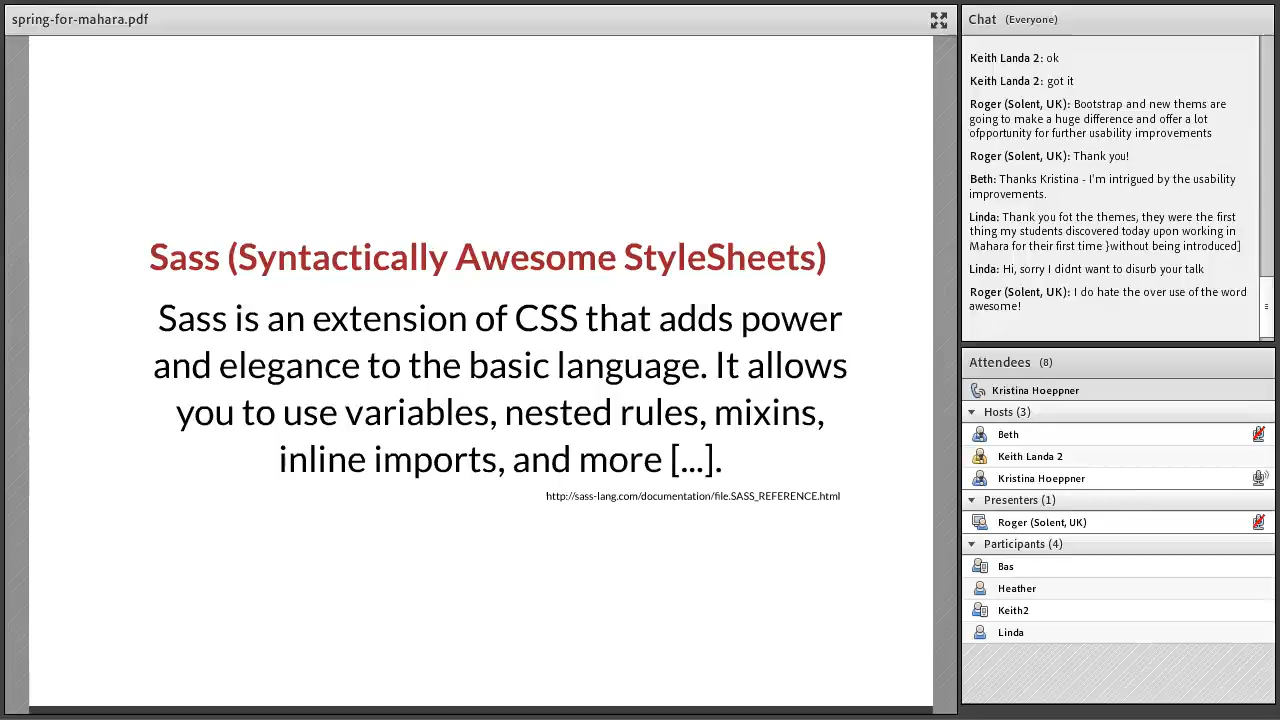 spring-for-mahara.pdf
Sass (Syntactically Awesome StyleSheets)
Sass is an extension of CSS that adds power
and elegance to the basic language. It allows
you to use variables, nested rules, mixins,
inline imports, and more [...].
http://sass-lang.com/documentation/file.SASS_REFERENCE.html
Chat (Everyone)
Keith Landa 2: ok
Keith Landa 2: got it
Roger (Solent, UK): Bootstrap and new thems are
going to make a huge difference and offer a lot
ofpportunity for further usability improvements
Roger (Solent, UK): Thank you!
Beth: Thanks Kristina - I'm intrigued by the usability
improvements.
Linda: Thank you fot the themes, they were the first
thing my students discovered today upon working in
Mahara for their first time }without being introduced]
Linda: Hi, sorry I didnt want to disurb your talk
Roger (Solent, UK): I do hate the over use of the word
awesome!
Attendees (8)
Kristina Hoeppner
Hosts (3)
Beth
Keith Landa 2
Kristina Hoeppner
Presenters (1)
Roger (Solent, UK)
Participants (4)
Bas
Heather
Keith2
Linda